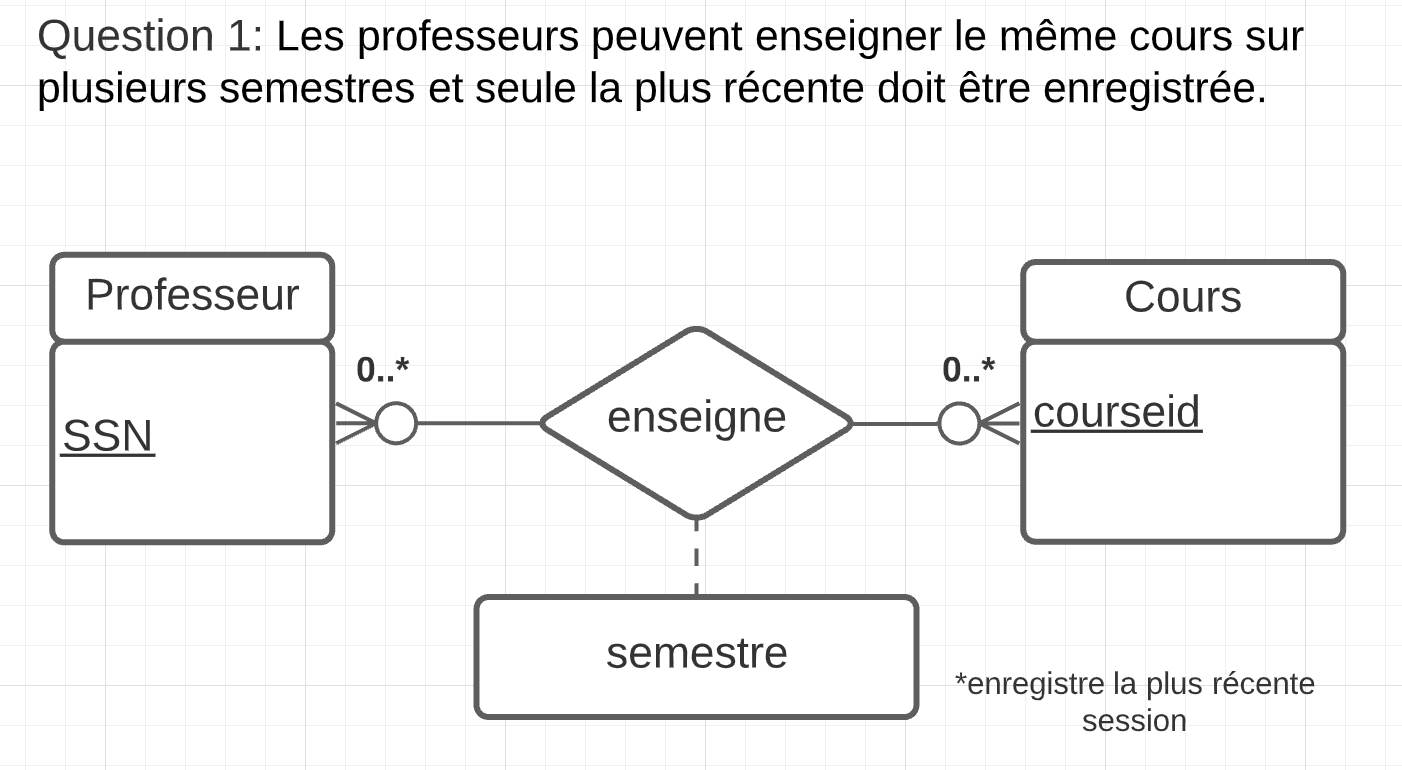 Question 1: Les professeurs peuvent enseigner le même cours sur
plusieurs semestres et seule la plus récente doit être enregistrée.
Professeur
Cours
0..*
0..*
SSN
enseigne
courseid
semestre
*enregistre la plus récente
session